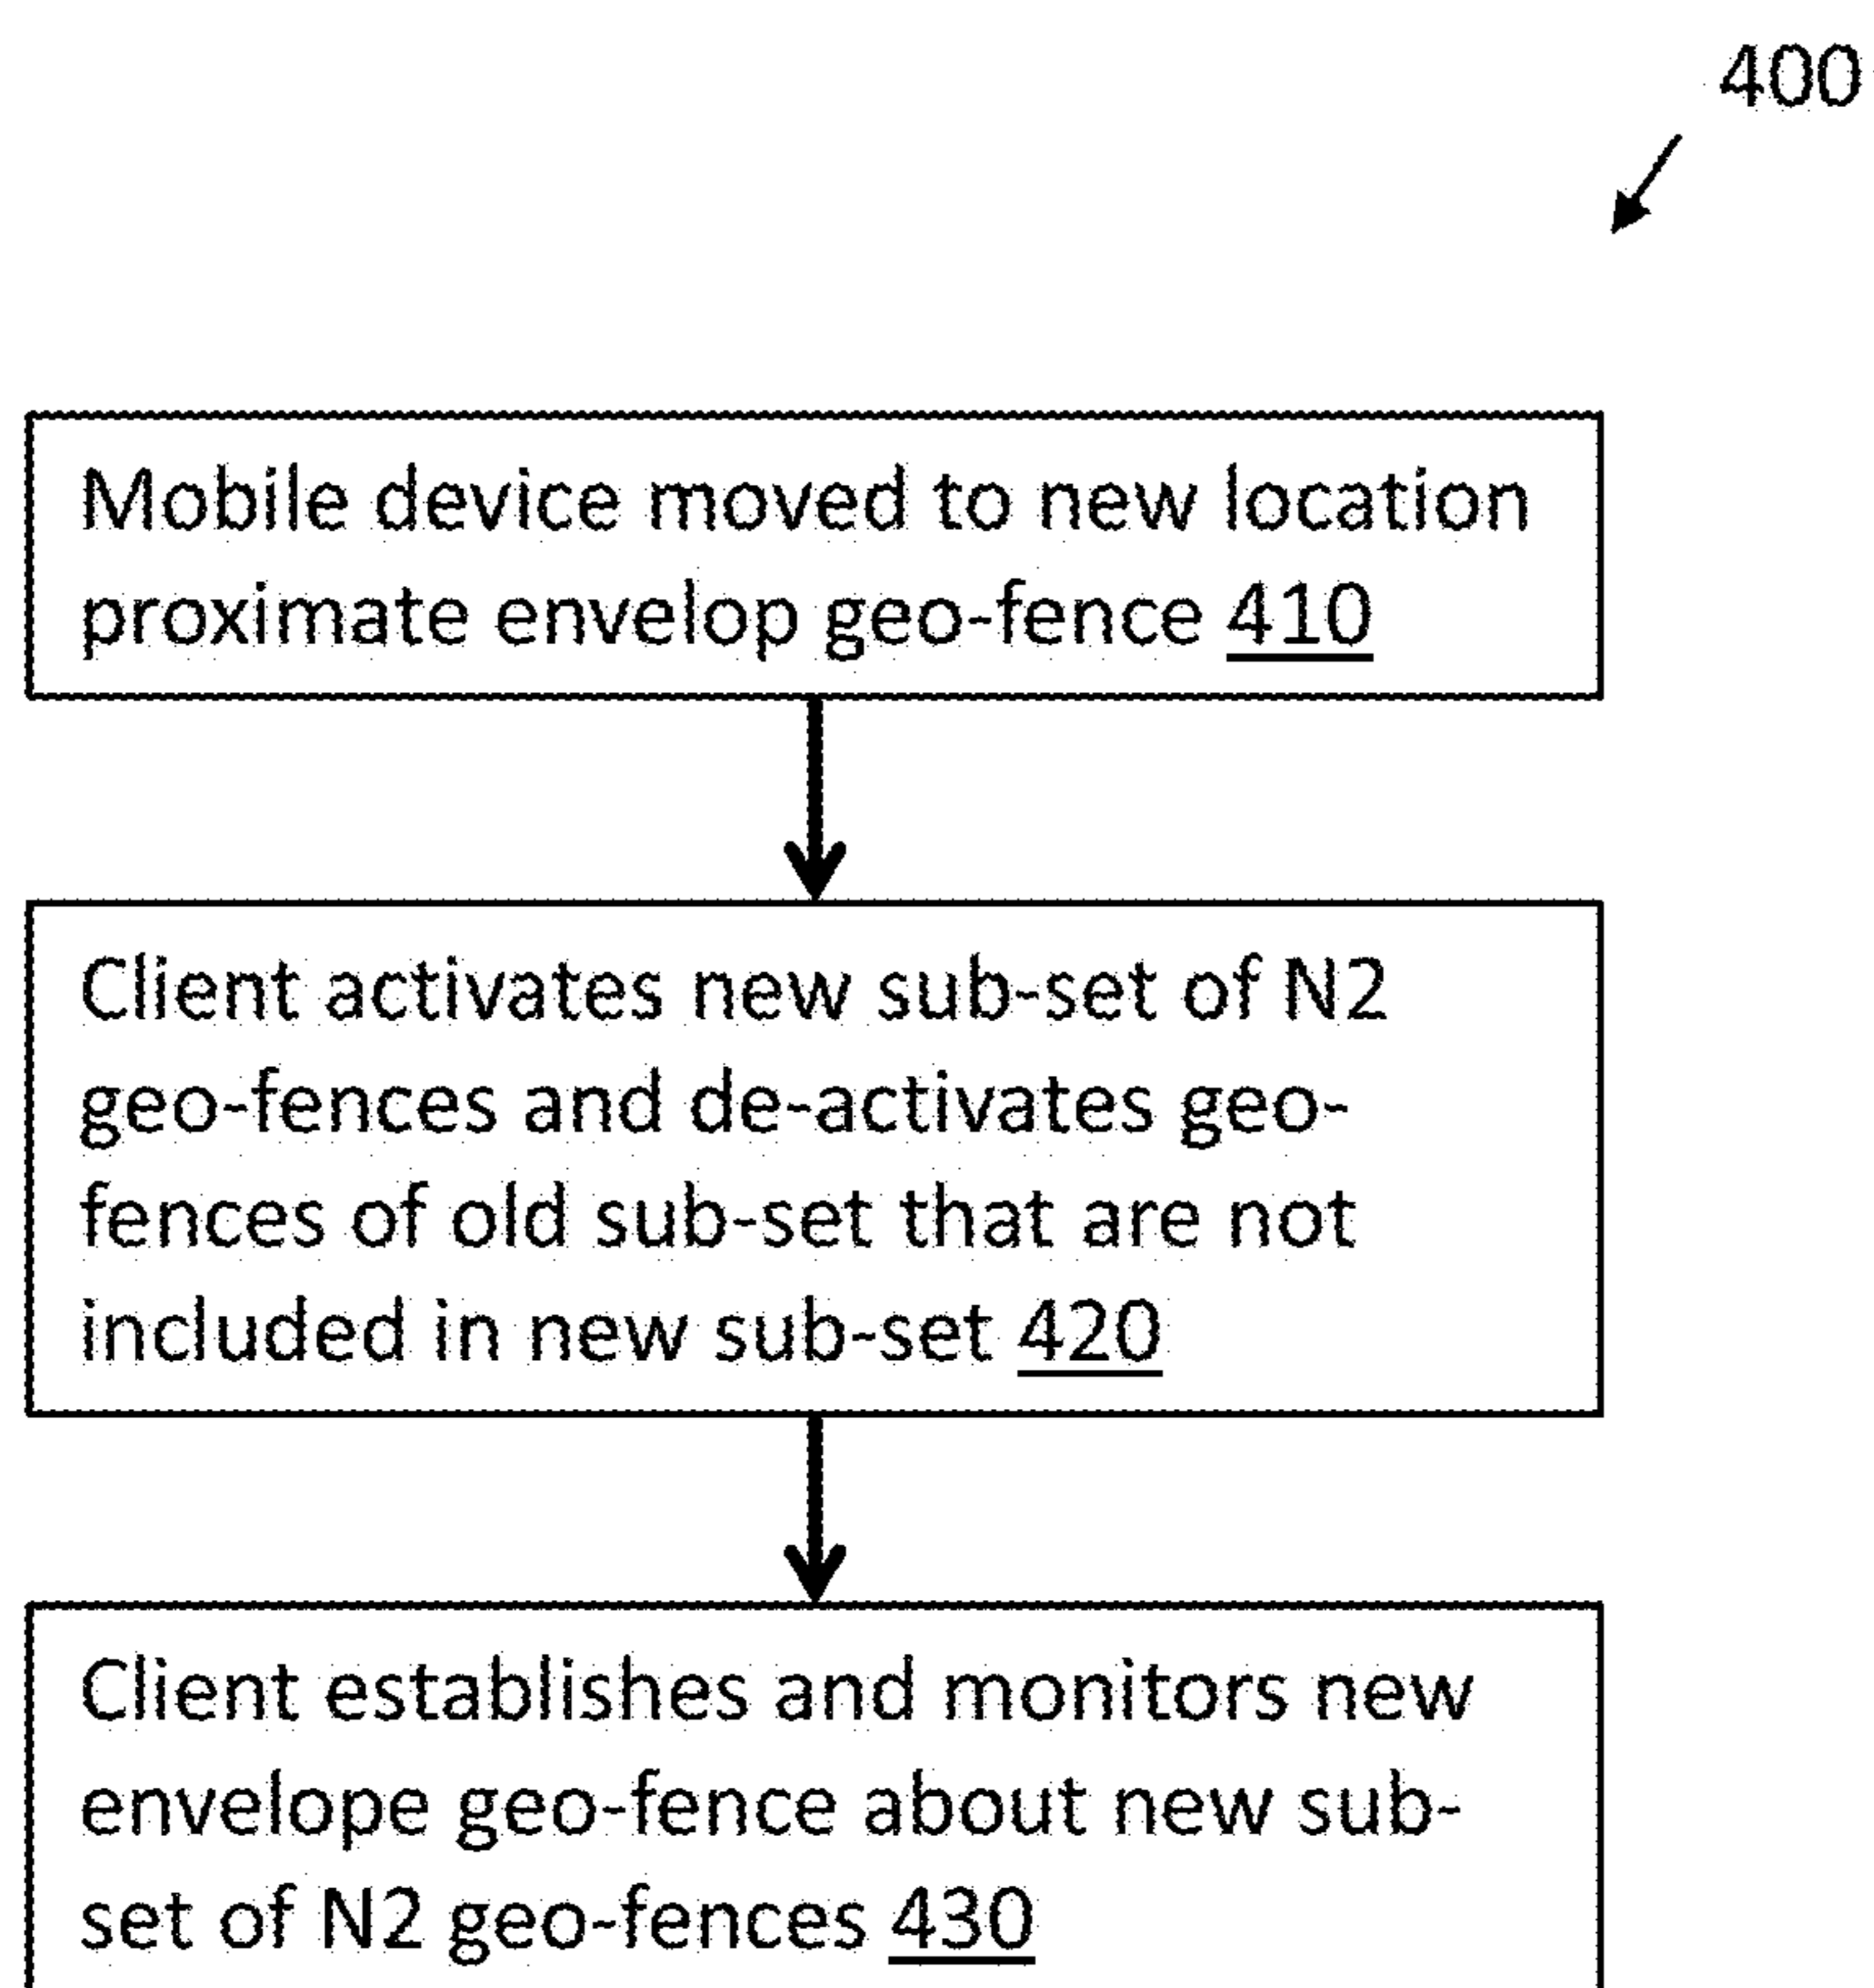 400
Mobile device moved to new location
proximate envelop geo-fence 410
Client activates new sub-set of N2
geo-fences and de-activates geo-
fences of old sub-set that are not
included in new sub-set 420
Client establishes and monitors new
envelope geo-fence about new sub-
set of N2 geo-fences 430